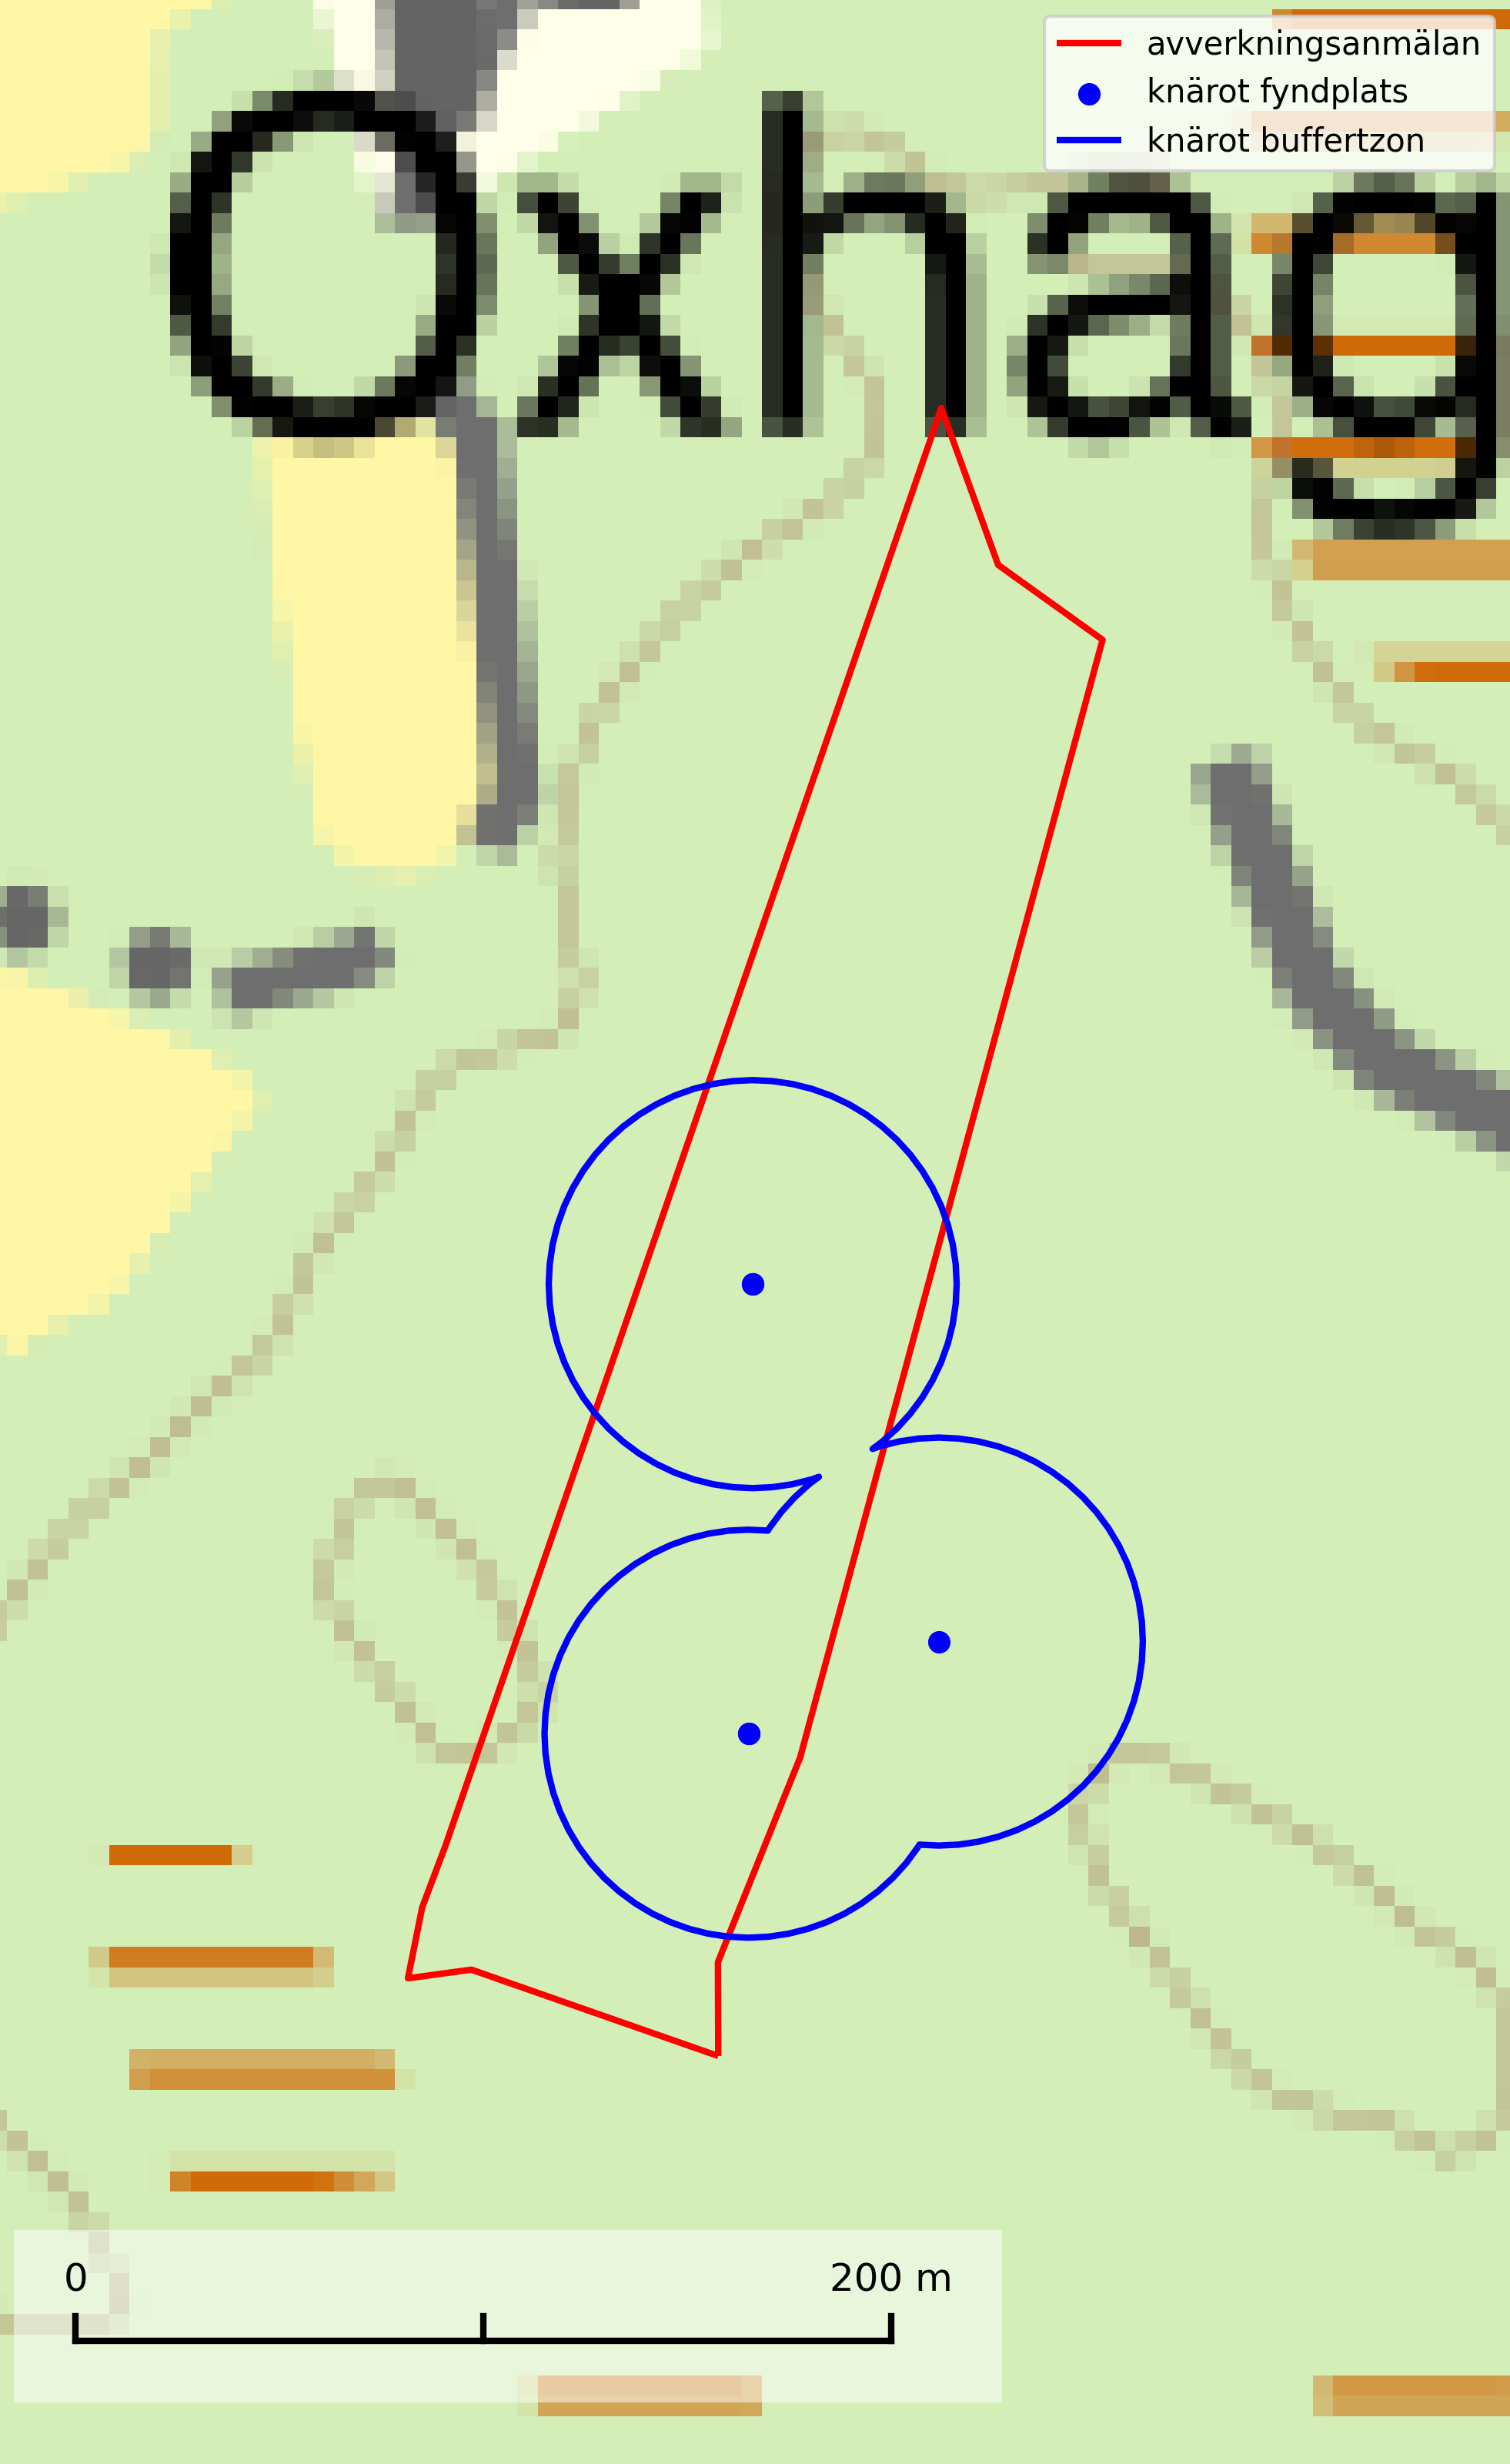 avverkningsanmälan
knärot fyndplats
knärot buffertzon
Oxhag
0 200 m